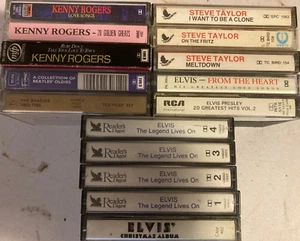 KENNY ROGERS
LOVE SONGS
KENNY ROGERS - 20 GOLDEN GREATS
KENNY ROGERS
A COLLECTION OF
BEATLES' OLDIES
STEVE TAYLOR
I WANT TO BE A CLONE
STEVE TAYLOR
ON THE FRITZ
STEVE TAYLOR
MELTDOWN
ELVIS - FROM THE HEART
HIS GREATEST LOVE SONGS
RCA
ELVIS PRESLEY
20 GREATEST HITS VOL.2
Reader's Digest
ELVIS
The Legend Lives On
4
Reader's Digest
ELVIS
The Legend Lives On
3
Reader's Digest
ELVIS
The Legend Lives On
2
Reader's Digest
ELVIS
The Legend Lives On
1
ELVIS'
CHRISTMAS ALBUM